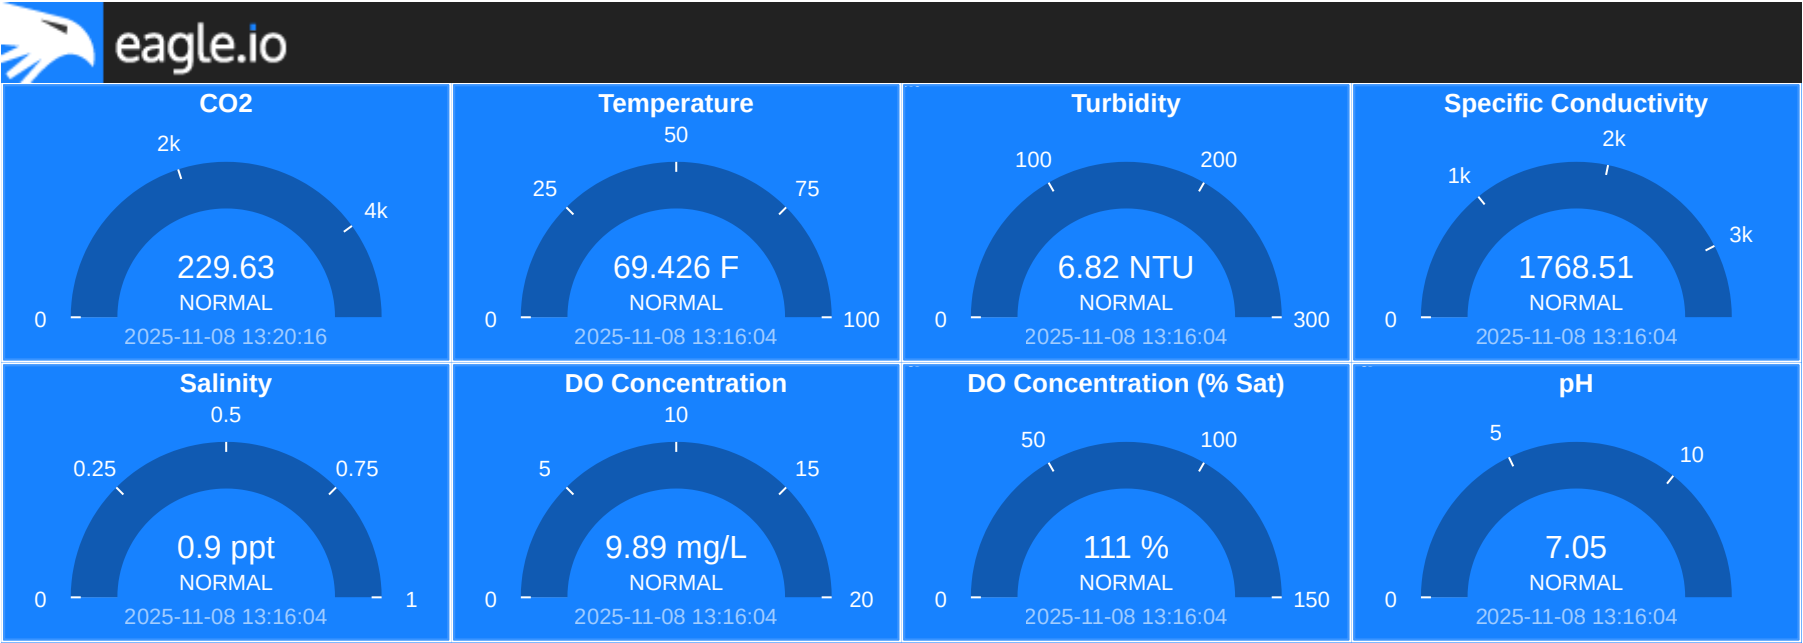 eagle.io
CO2
2k
4k
0
229.63
NORMAL
2025-11-08 13:20:16
Temperature
50
25
75
0
100
69.426 F
NORMAL
2025-11-08 13:16:04
Turbidity
100
200
0
300
6.82 NTU
NORMAL
2025-11-08 13:16:04
Specific Conductivity
2k
1k
3k
0
1768.51
NORMAL
2025-11-08 13:16:04
Salinity
0.5
0.25
0.75
0
1
0.9 ppt
NORMAL
2025-11-08 13:16:04
DO Concentration
10
5
15
0
20
9.89 mg/L
NORMAL
2025-11-08 13:16:04
DO Concentration (% Sat)
50
100
0
150
111 %
NORMAL
2025-11-08 13:16:04
pH
5
10
0
7.05
NORMAL
2025-11-08 13:16:04